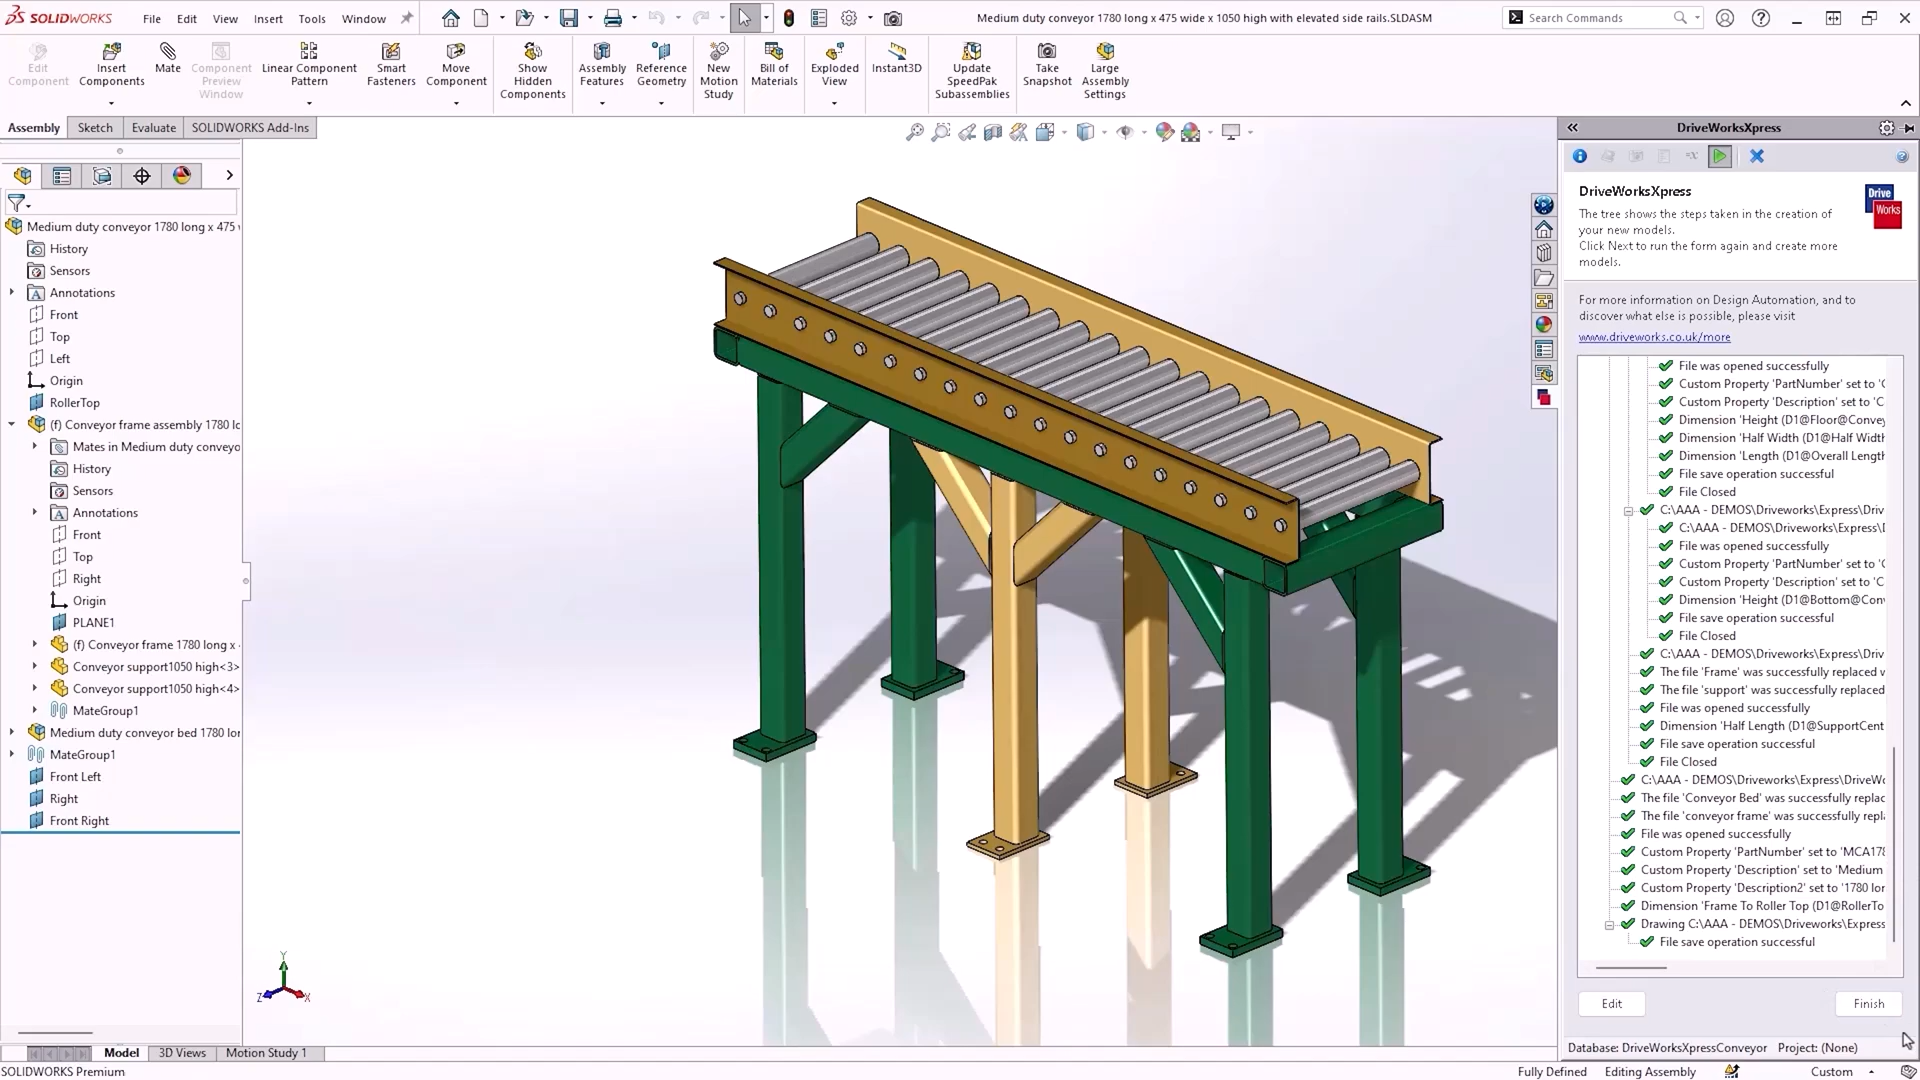 SOLIDWORKS
File Edit View Insert Tools Window
Medium duty conveyor 1780 long x 475 wide x 1050 high with elevated side rails.SLDASM
Search Commands
Edit Component
Insert Components
Mate
Component Preview Window
Linear Component Pattern
Smart Fasteners
Move Component
Show Hidden Components
Assembly Features
Reference Geometry
New Motion Study
Bill of Materials
Exploded View
Instant3D
Update SpeedPak Subassemblies
Take Snapshot
Large Assembly Settings
Assembly Sketch Evaluate SOLIDWORKS Add-Ins
Medium duty conveyor 1780 long x 475
History
Sensors
Annotations
Front
Top
Left
Origin
RollerTop
(f) Conveyor frame assembly 1780 lo
Mates in Medium duty conveyo
History
Sensors
Annotations
Front
Top
Right
Origin
PLANE1
(f) Conveyor frame 1780 long x
Conveyor support1050 high<3>
Conveyor support1050 high<4>
MateGroup1
Medium duty conveyor bed 1780 lor
MateGroup1
Front Left
Right
Front Right
Y
Z
X
Model 3D Views Motion Study 1
SOLIDWORKS Premium
DriveWorksXpress
DriveWorksXpress
Drive
Works
The tree shows the steps taken in the creation of
your new models.
Click Next to run the form again and create more
models.
For more information on Design Automation, and to
discover what else is possible, please visit
www.driveworks.co.uk/more
File was opened successfully
Custom Property 'PartNumber' set to 'C
Custom Property 'Description' set to 'C
Dimension 'Height (D1@Floor@Convey
Dimension 'Half Width (D1@Half Width
Dimension 'Length (D1@Overall Length
File save operation successful
File Closed
C:\AAA - DEMOS\Driveworks\Express\Driv
C:\AAA - DEMOS\Driveworks\Express\D
File was opened successfully
Custom Property 'PartNumber' set to 'C
Custom Property 'Description' set to 'C
Dimension 'Height (D1@Bottom@Con
File save operation successful
File Closed
C:\AAA - DEMOS\Driveworks\Express\Driv
The file 'Frame' was successfully replaced w
The file 'support' was successfully replaced
File was opened successfully
Dimension 'Half Length (D1@SupportCent
File save operation successful
File Closed
C:\AAA - DEMOS\Driveworks\Express\DriveWo
The file 'Conveyor Bed' was successfully replac
The file 'conveyor frame' was successfully repla
File was opened successfully
Custom Property 'PartNumber' set to 'MCA178
Custom Property 'Description' set to 'Medium
Custom Property 'Description2' set to '1780 lor
Dimension 'Frame To Roller Top (D1@RollerTo
Drawing C:\AAA - DEMOS\Driveworks\Express
File save operation successful
Edit Finish
Database: DriveWorksXpressConveyor Project: (None)
Fully Defined Editing Assembly Custom